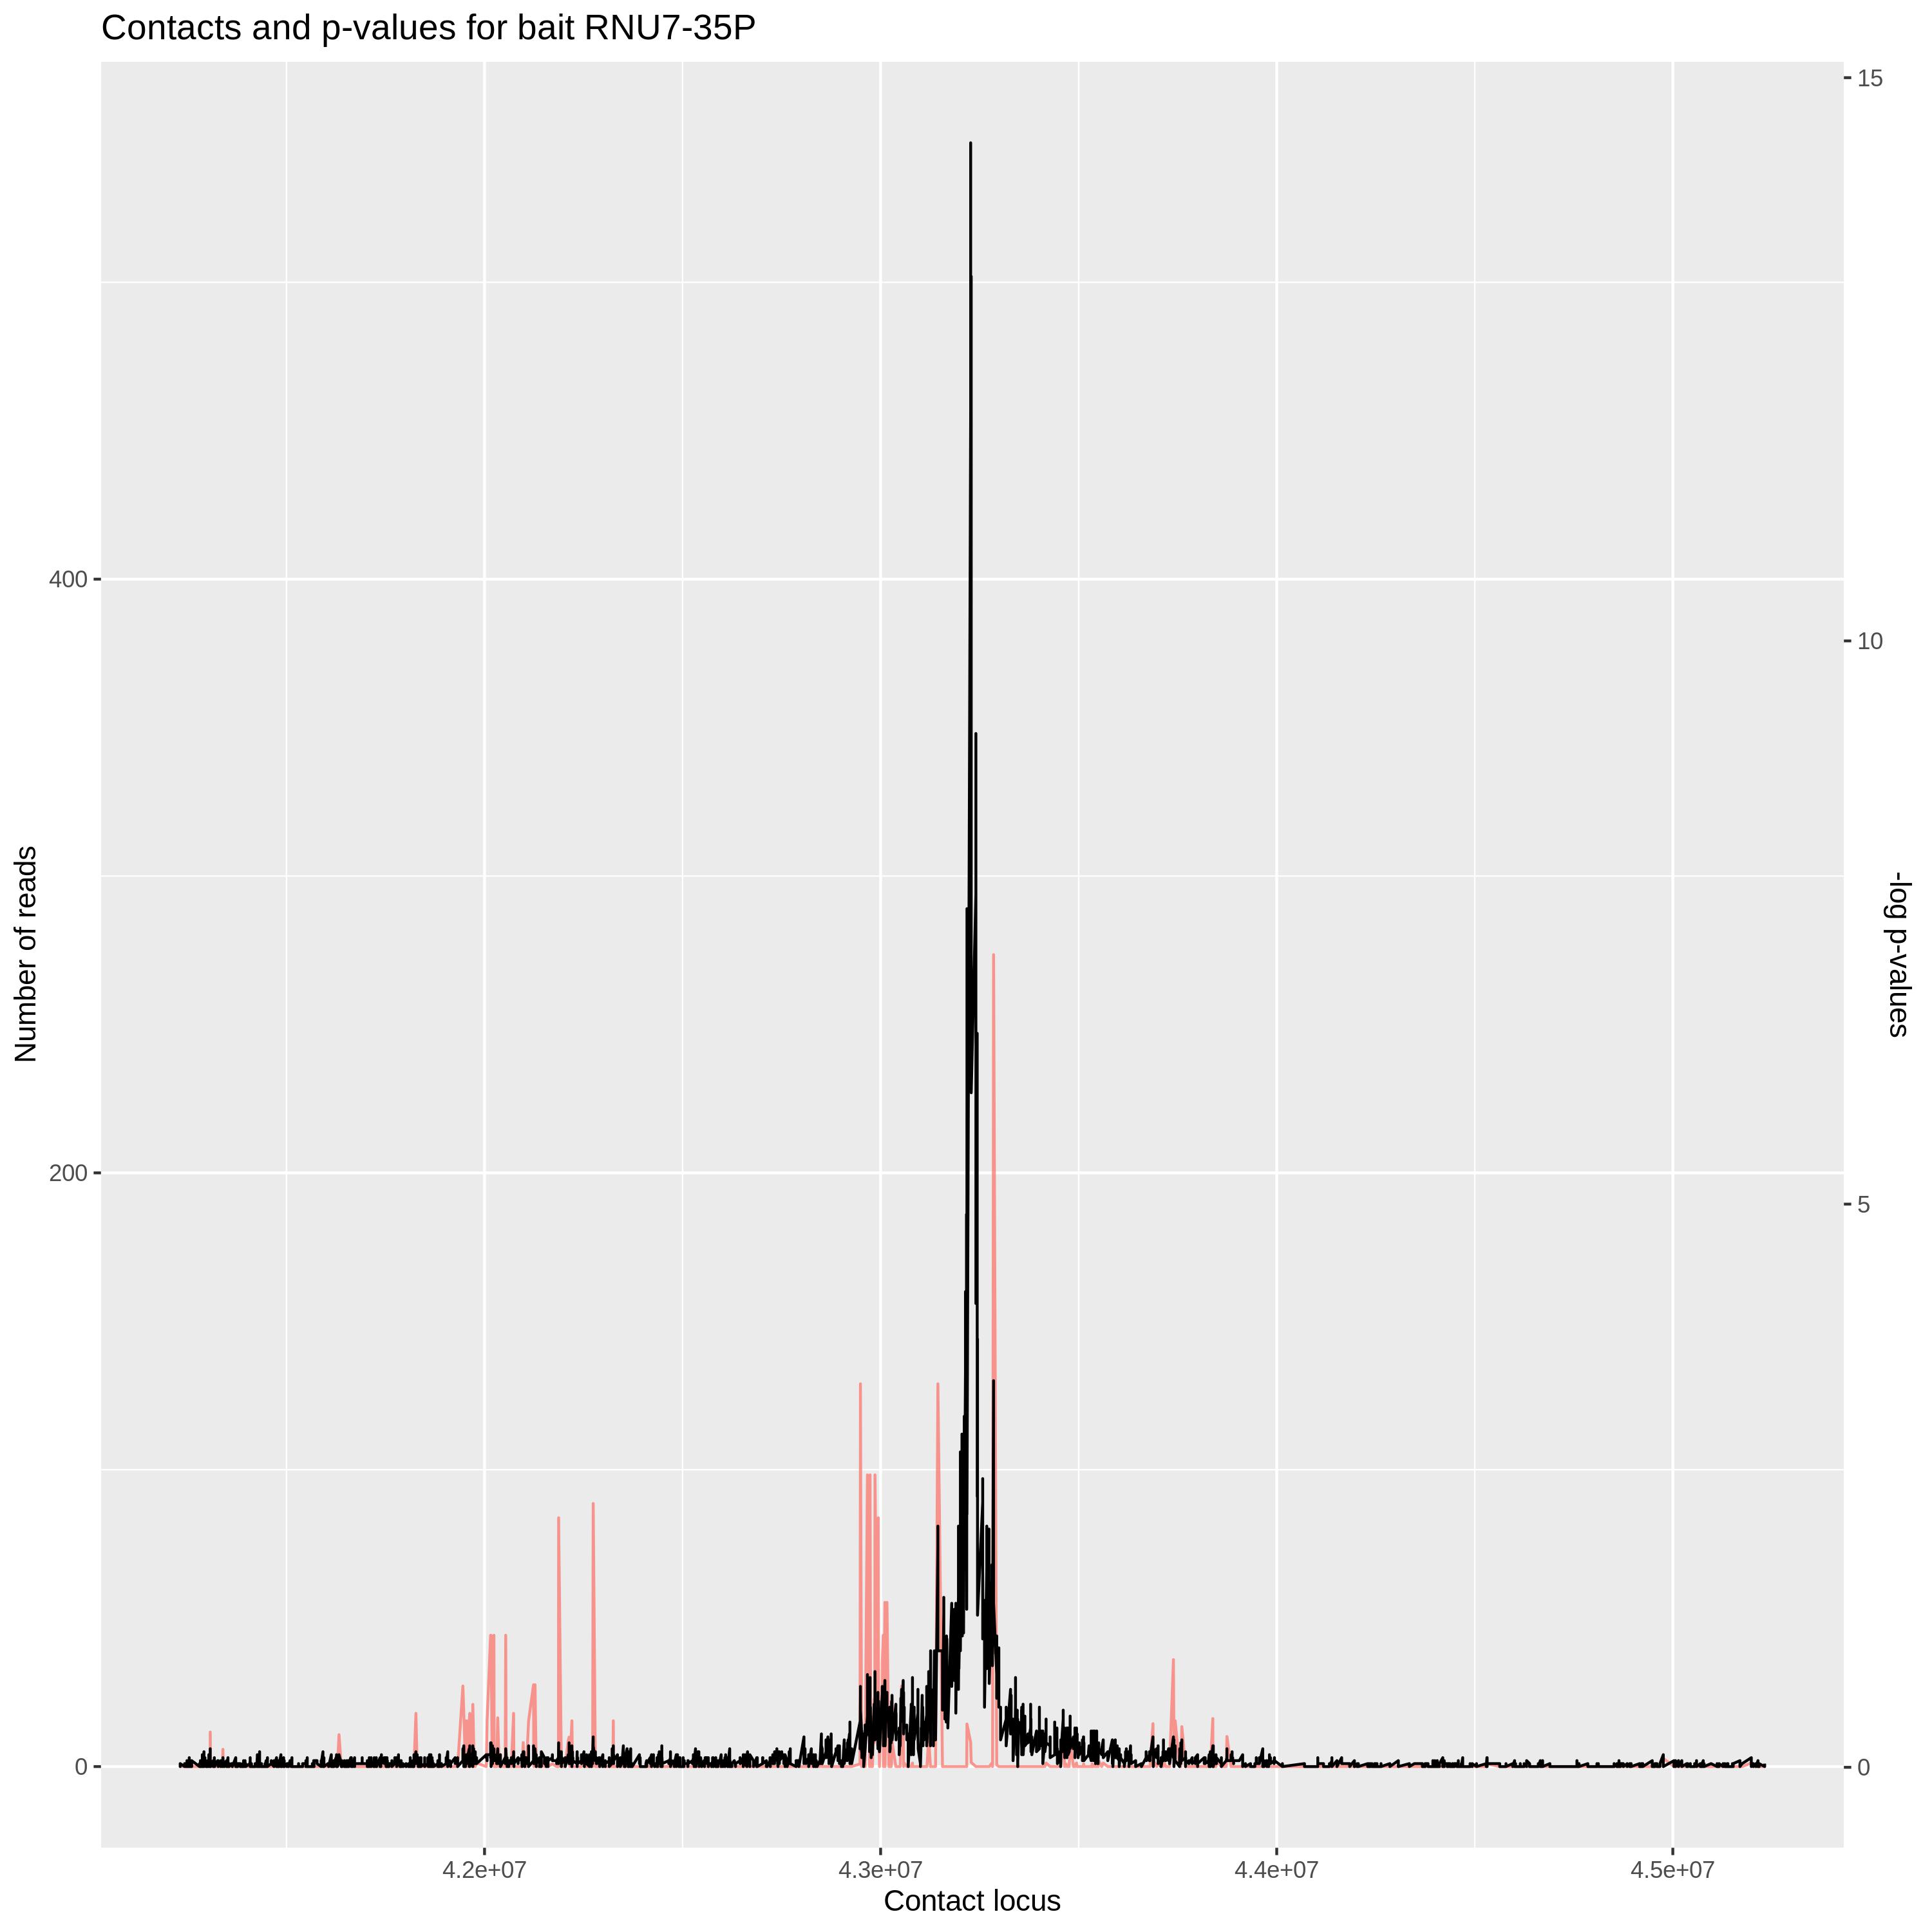 Contacts and p-values for bait RNU7-35P
15
400
10
Number of reads
-log p-values
200
5
0
0
4.2e+07
4.3e+07
4.4e+07
4.5e+07
Contact locus